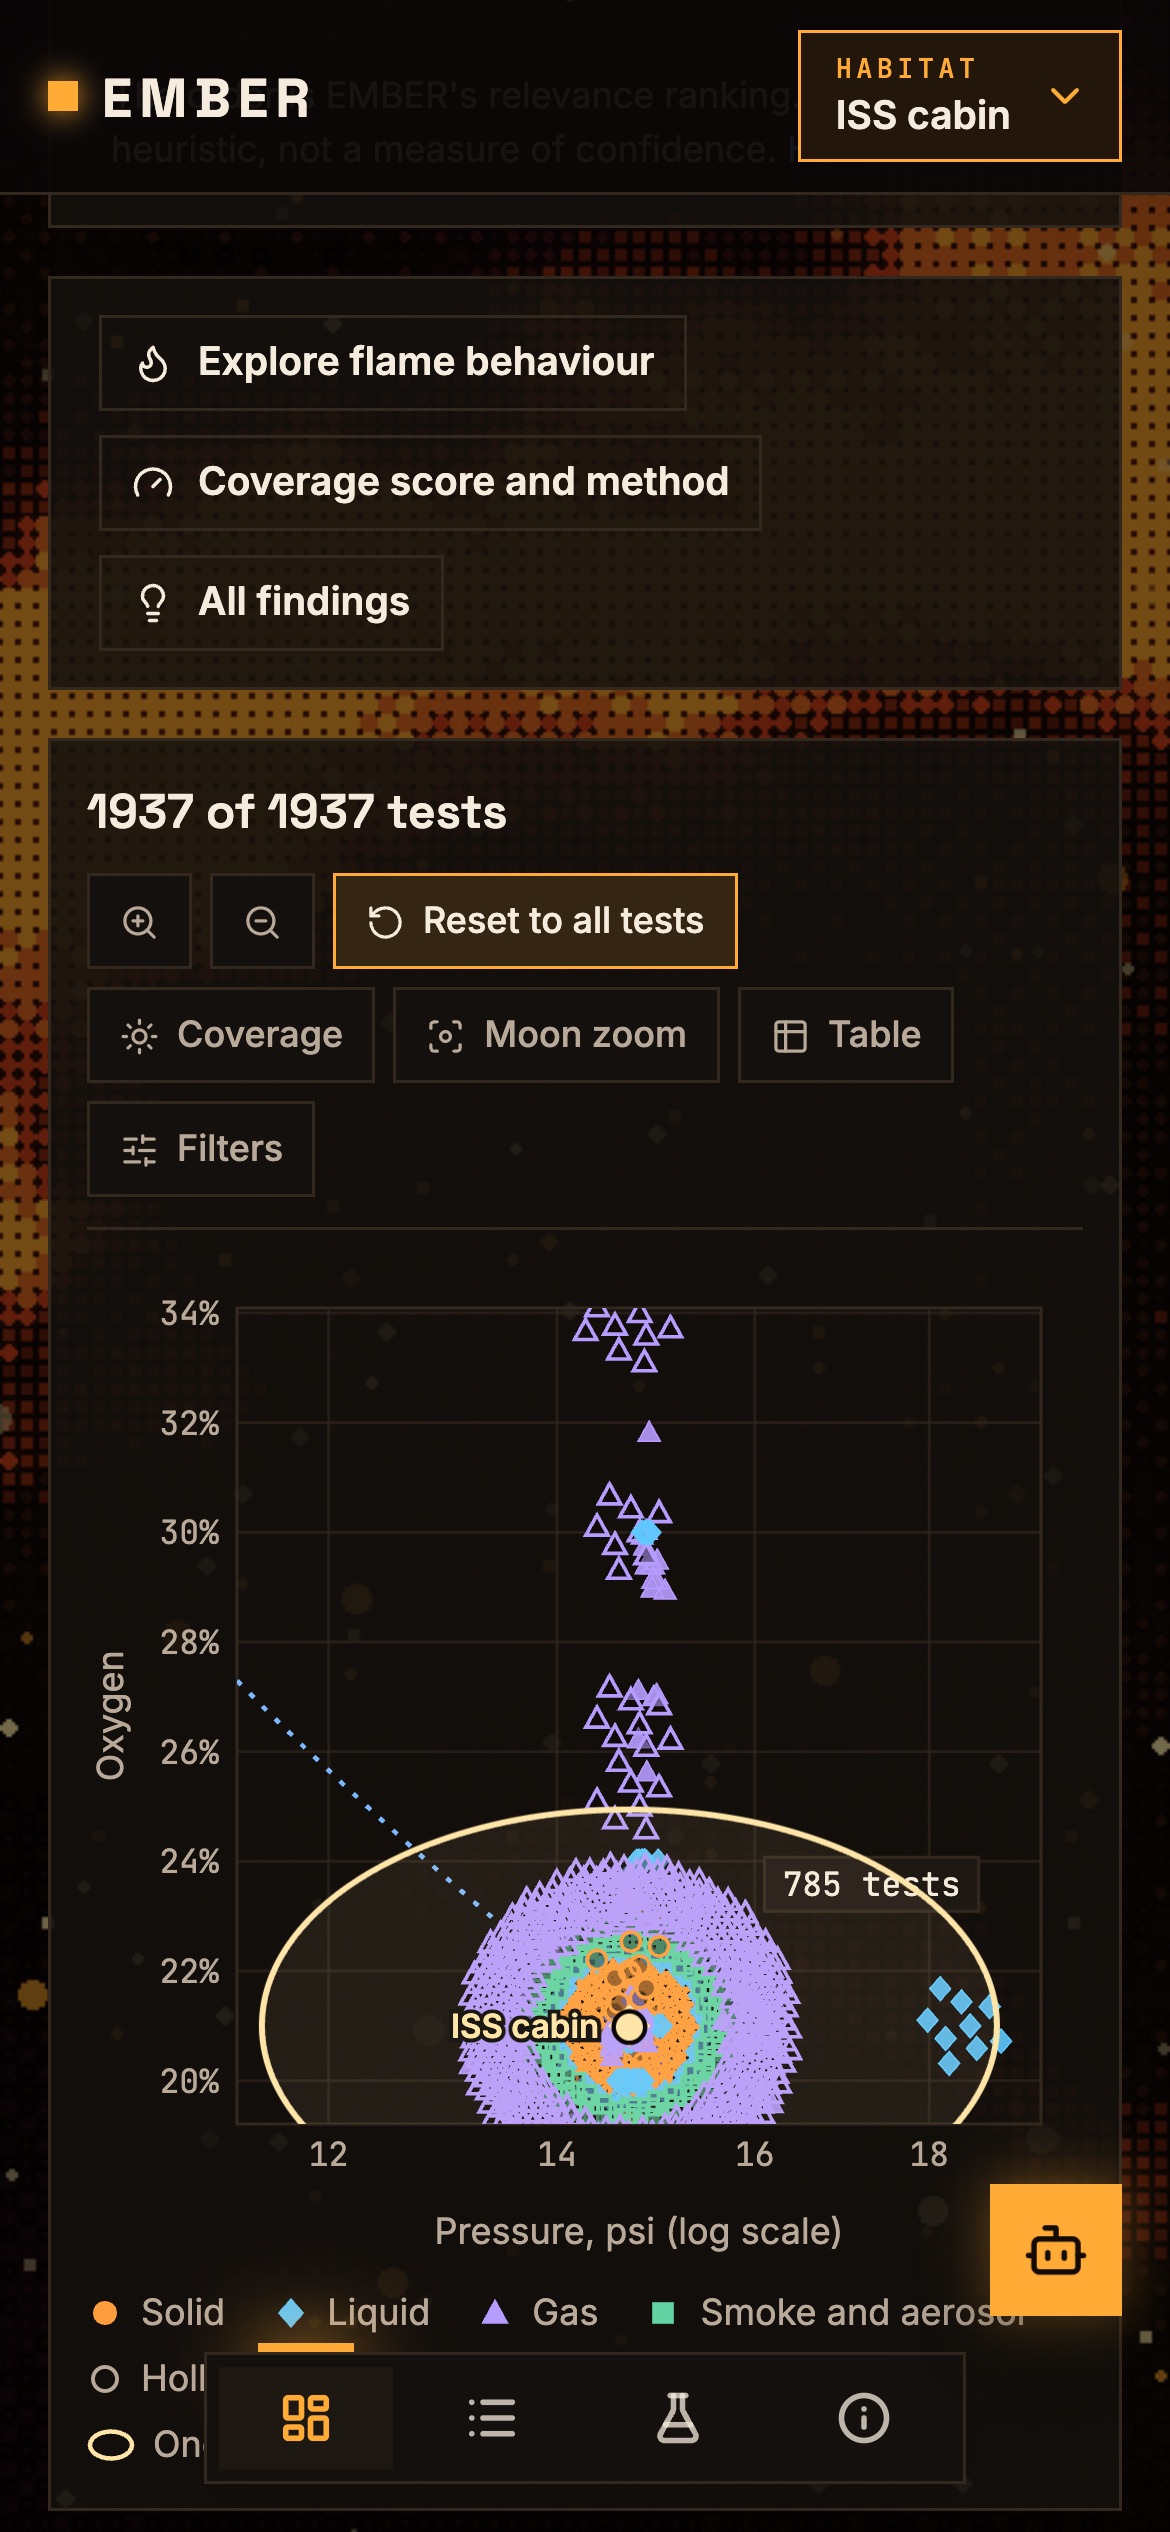 EMBER
HABITAT
ISS cabin
EMBER's relevance ranking.
heuristic, not a measure of confidence.
Explore flame behaviour
Coverage score and method
All findings
1937 of 1937 tests
Reset to all tests
Coverage
Moon zoom
Table
Filters
34%
32%
30%
28%
26%
24%
22%
20%
Oxygen
785 tests
ISS cabin
12 14 16 18
Pressure, psi (log scale)
Solid Liquid Gas Smoke and aerosol